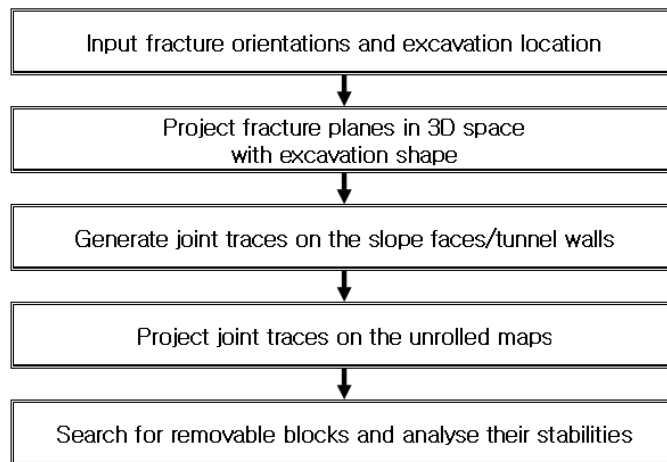 Input fracture orientations and excavation location
Project fracture planes in 3D space
with excavation shape
Generate joint traces on the slope faces/tunnel walls
Project joint traces on the unrolled maps
Search for removable blocks and analyse their stabilities